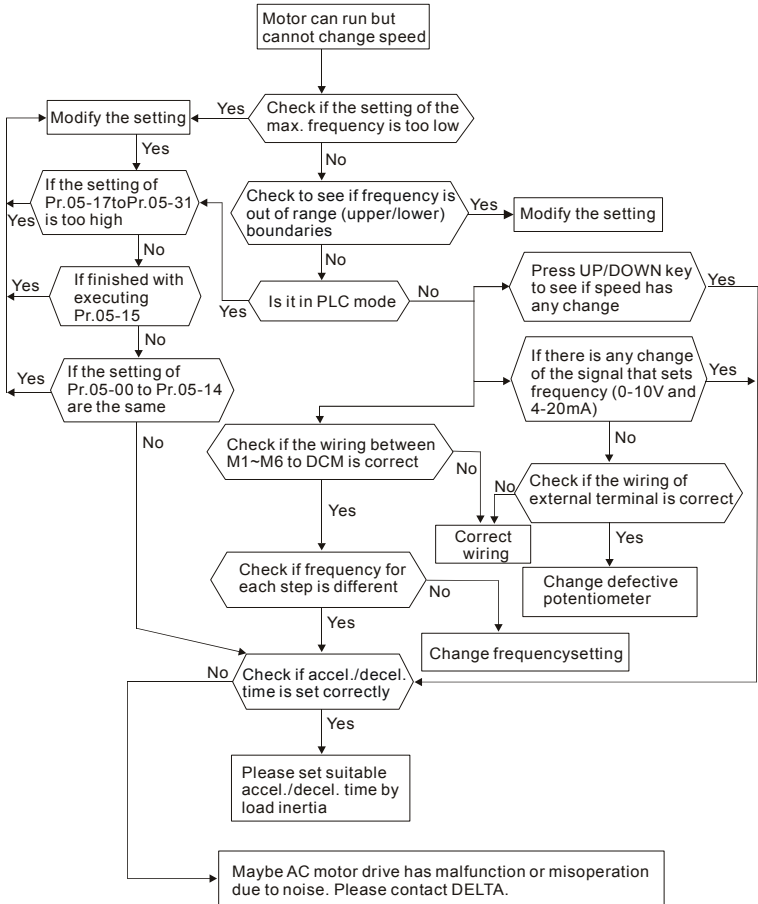 Motor can run but
cannot change speed
Yes
Check if the setting of the
max. frequency is too low
Modify the setting
Yes
No
If the setting of
Pr.05-17toPr.05-31
is too high
Yes
Check to see if frequency is
out of range (upper/lower)
boundaries
Yes
Modify the setting
No
No
If finished with
executing
Pr.05-15
Yes
Is it in PLC mode
Yes
No
Press UP/DOWN key
to see if speed has
any change
Yes
No
If the setting of
Pr.05-00 to Pr.05-14
are the same
Yes
No
If there is any change
of the signal that sets
frequency (0-10V and
4-20mA)
Yes
No
Check if the wiring between
M1~M6 to DCM is correct
No
Yes
Check if the wiring of
external terminal is correct
No
Yes
Correct
wiring
Change defective
potentiometer
Check if frequency for
each step is different
No
Yes
Change frequencysetting
Check if accel./decel.
time is set correctly
No
Yes
Please set suitable
accel./decel. time by
load inertia
Maybe AC motor drive has malfunction or misoperation
due to noise. Please contact DELTA.